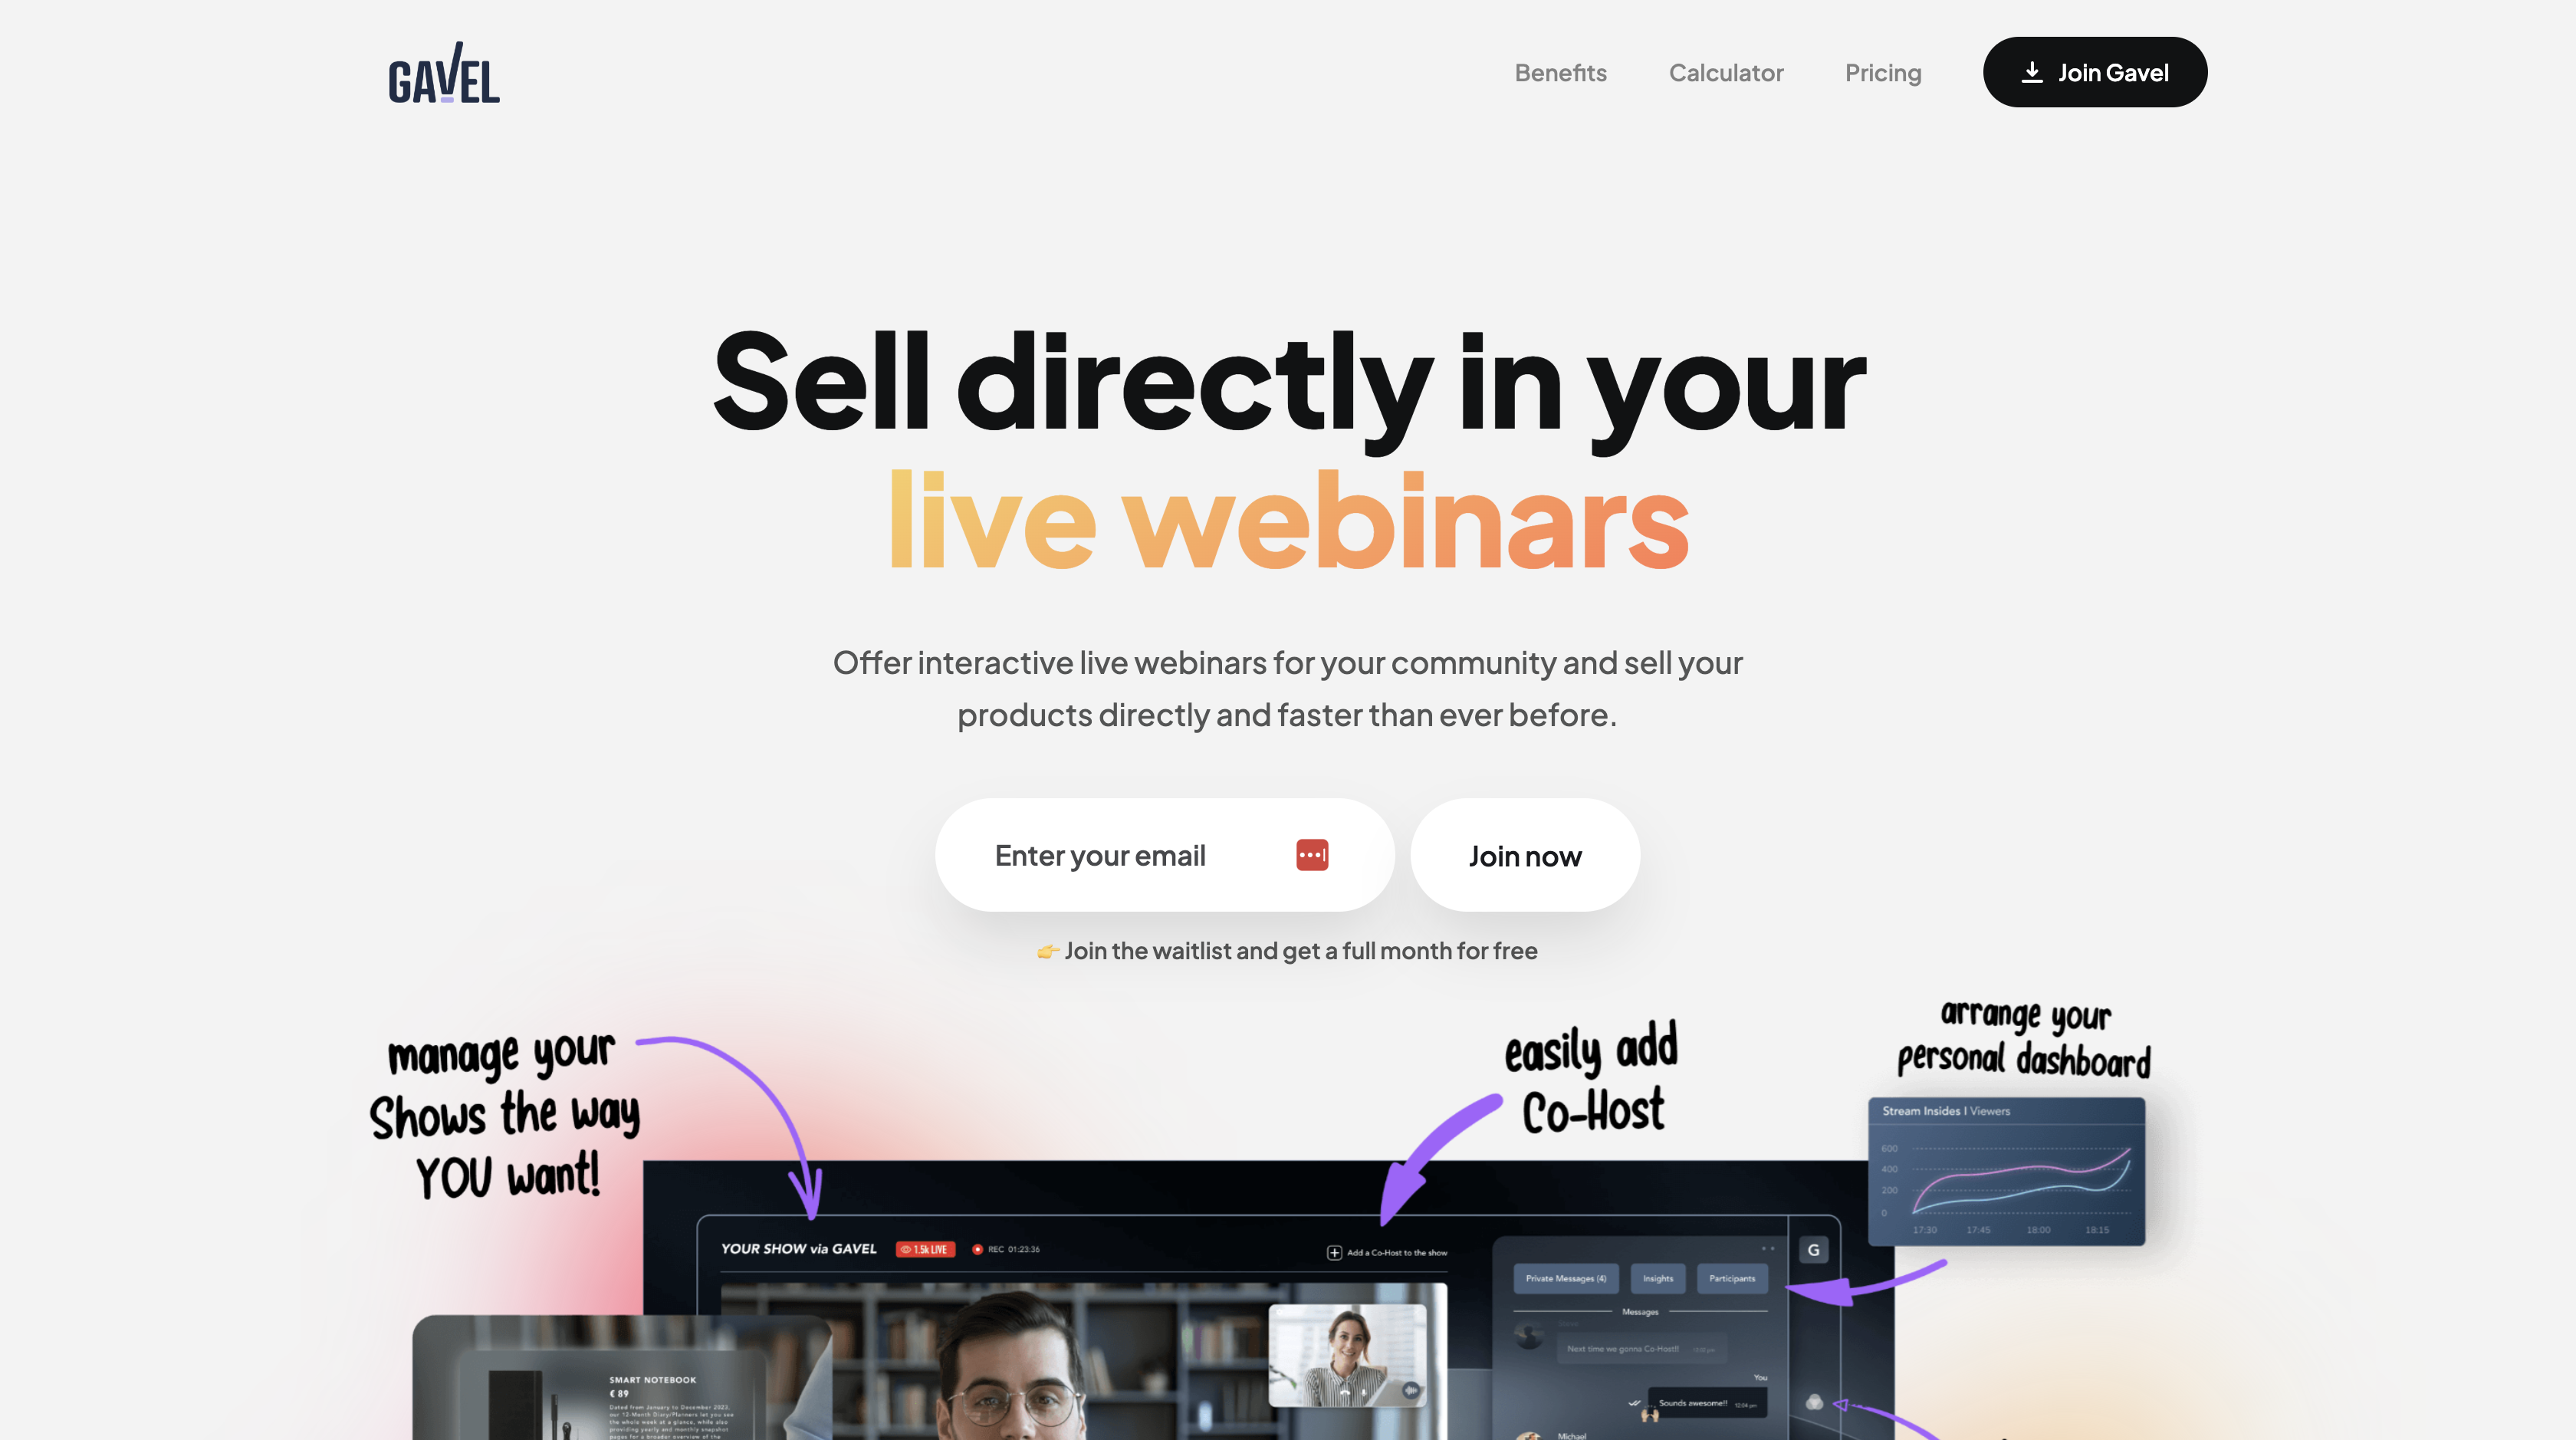 GAVEL
Benefits
Calculator
Pricing
Join Gavel
Sell directly in your
live webinars
Offer interactive live webinars for your community and sell your
products directly and faster than ever before.
Enter your email
Join now
👉 Join the waitlist and get a full month for free
manage your
Shows the way
YOU want!
easily add
Co-Host
arrange your
personal dashboard
Stream Insides | Viewers
600
400
200
0
17:30 17:45 18:00 18:15
YOUR SHOW via GAVEL
1.5k LIVE
REC 01:23:36
Add a Co-Host to the show
G
Private Messages (4)
Insights
Participants
Messages
Next time we gonna Co-Host!!
You
Sounds awesome!! 12:04 pm
Michael
SMART NOTEBOOK
€ 89
Dated from January to December 2023,
our 12-Month Diary/Planners let you see
the whole week at a glance, while also
providing yearly and monthly snapshot
pages for a broader overview of the